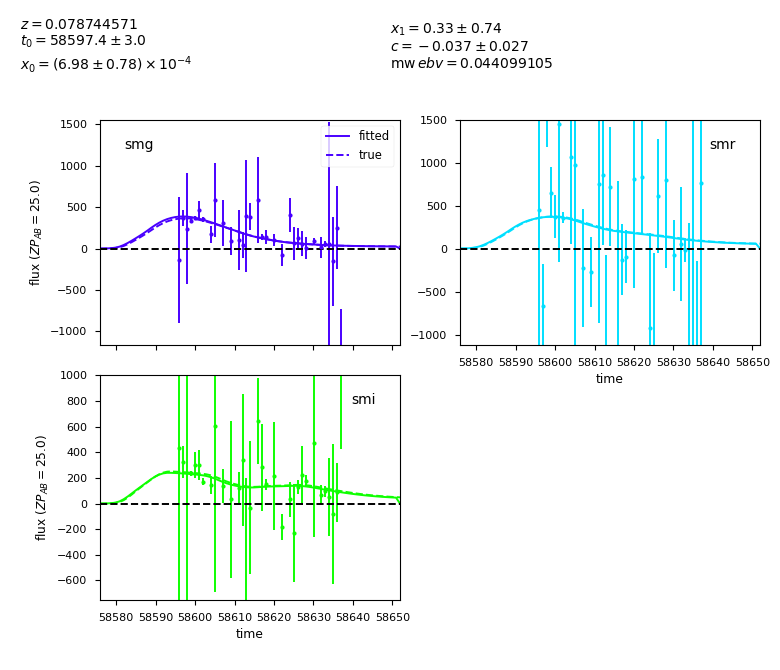 z = 0.078744571
t₀ = 58597.4 ± 3.0
x₀ = (6.98 ± 0.78) × 10⁻⁴
x₁ = 0.33 ± 0.74
c = −0.037 ± 0.027
mw ebv = 0.044099105
smg
fitted
true
1500
1000
500
0
−500
−1000
flux (ZP_AB = 25.0)
smr
1500
1000
500
0
−500
−1000
58580 58590 58600 58610 58620 58630 58640 58650
time
smi
1000
800
600
400
200
0
−200
−400
−600
flux (ZP_AB = 25.0)
58580 58590 58600 58610 58620 58630 58640 58650
time